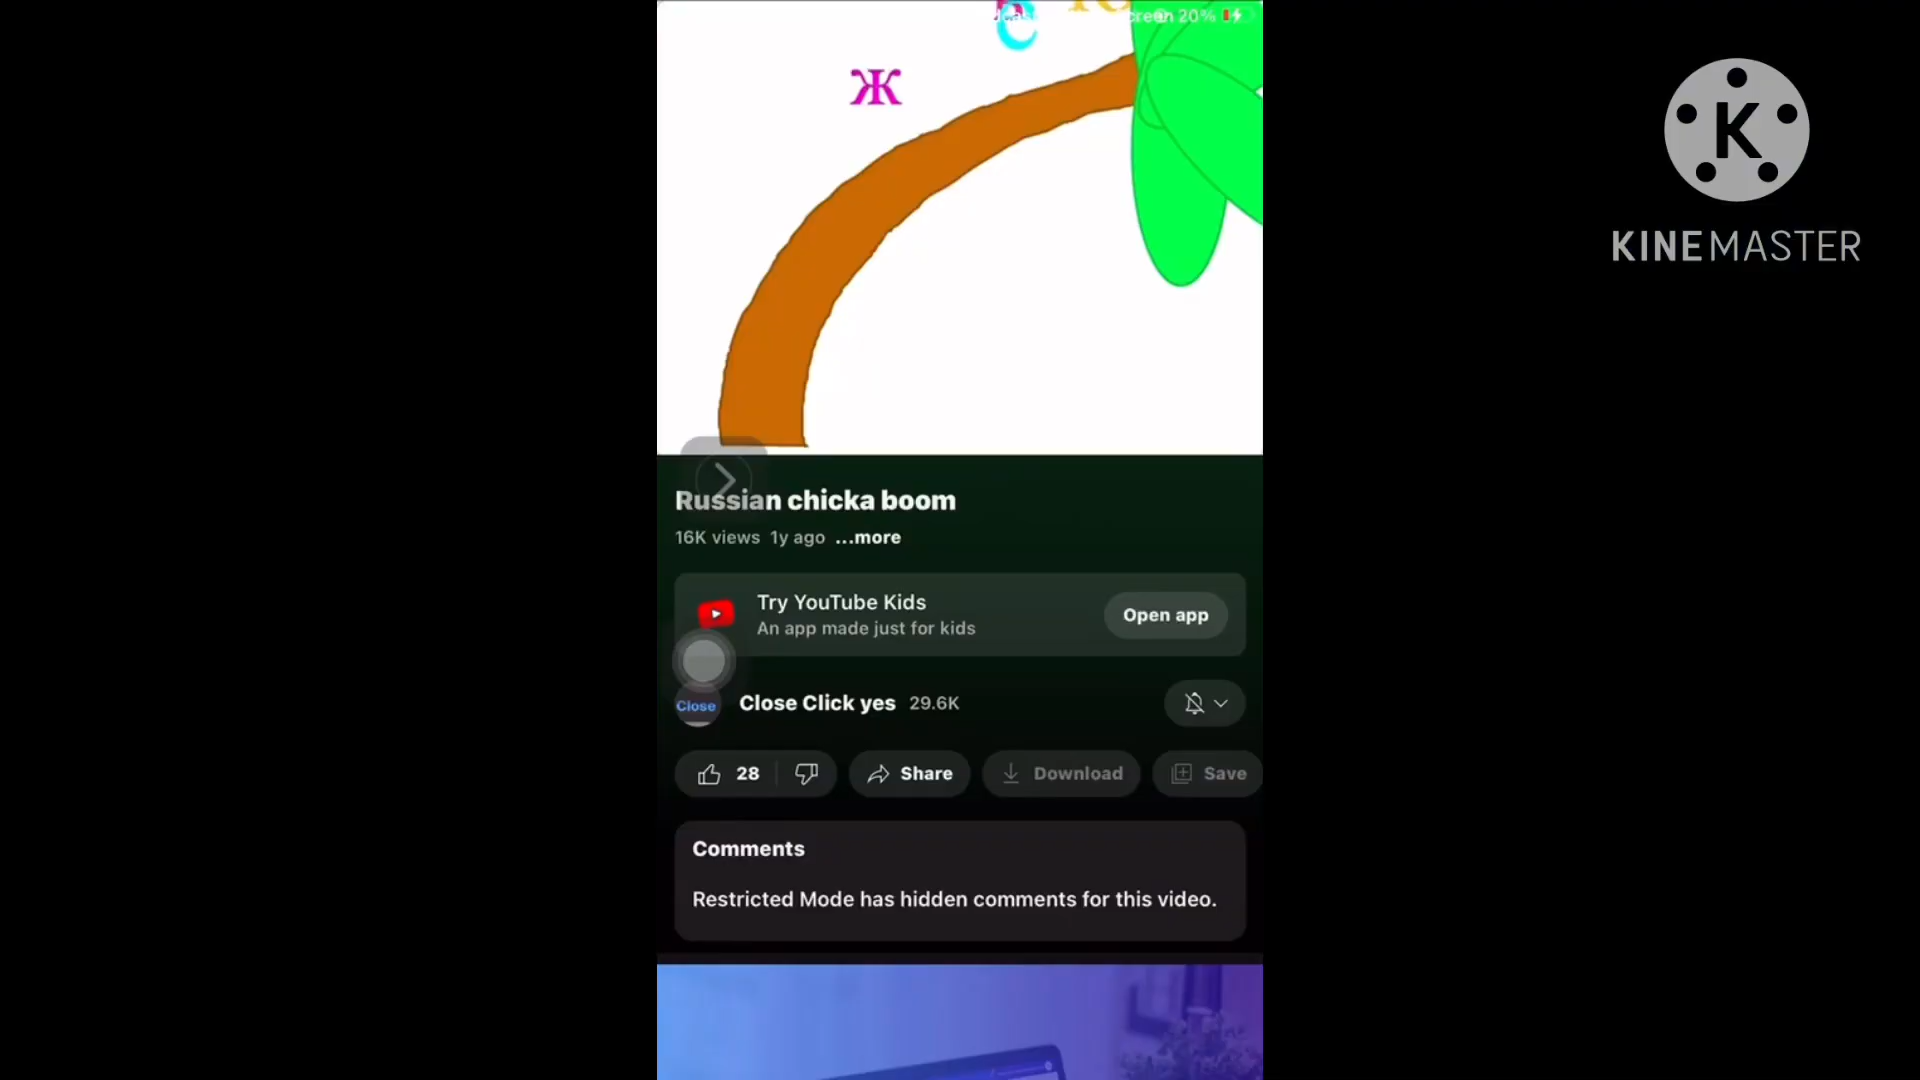 20%
Ж
K
KINEMASTER
Russian chicka boom
16K views 1y ago ...more
Try YouTube Kids
An app made just for kids
Open app
Close
Close Click yes 29.6K
28
Share
Download
Save
Comments
Restricted Mode has hidden comments for this video.